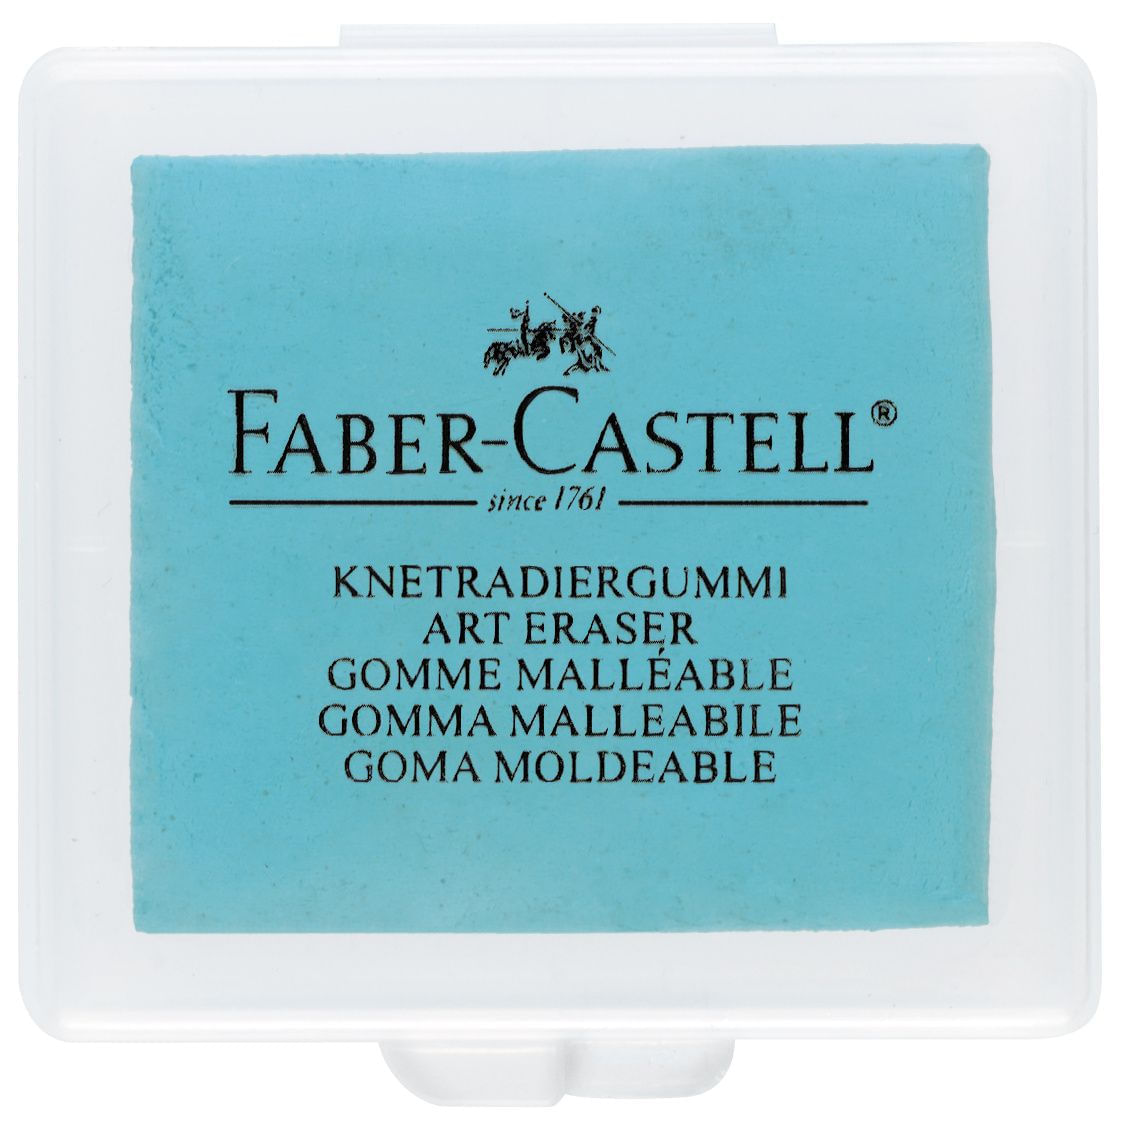 FABER-CASTELL®
since 1761
KNETRADIERGUMMI
ART ERASER
GOMME MALLÉABLE
GOMMA MALLEABILE
GOMA MOLDEABLE